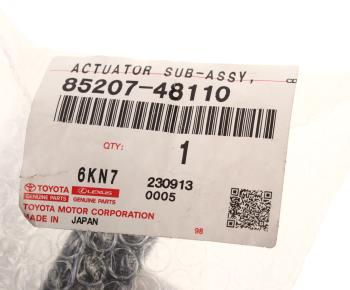 ACTUATOR SUB-ASSY,
85207-48110
QTY: 1
6KN7
230913
0005
TOYOTA LEXUS
GENUINE PARTS GENUINE PARTS
TOYOTA MOTOR CORPORATION
MADE IN JAPAN
98